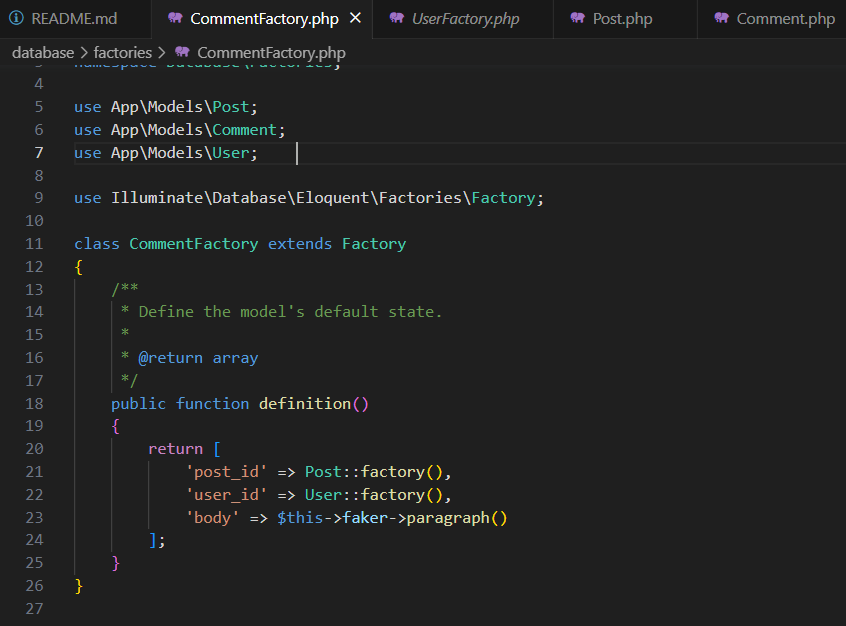 README.md CommentFactory.php UserFactory.php Post.php Comment.php
database > factories > CommentFactory.php
3 namespace Database\Factories;
4
5 use App\Models\Post;
6 use App\Models\Comment;
7 use App\Models\User;
8
9 use Illuminate\Database\Eloquent\Factories\Factory;
10
11 class CommentFactory extends Factory
12 {
13 /**
14 * Define the model's default state.
15 *
16 * @return array
17 */
18 public function definition()
19 {
20 return [
21 'post_id' => Post::factory(),
22 'user_id' => User::factory(),
23 'body' => $this->faker->paragraph()
24 ];
25 }
26 }
27